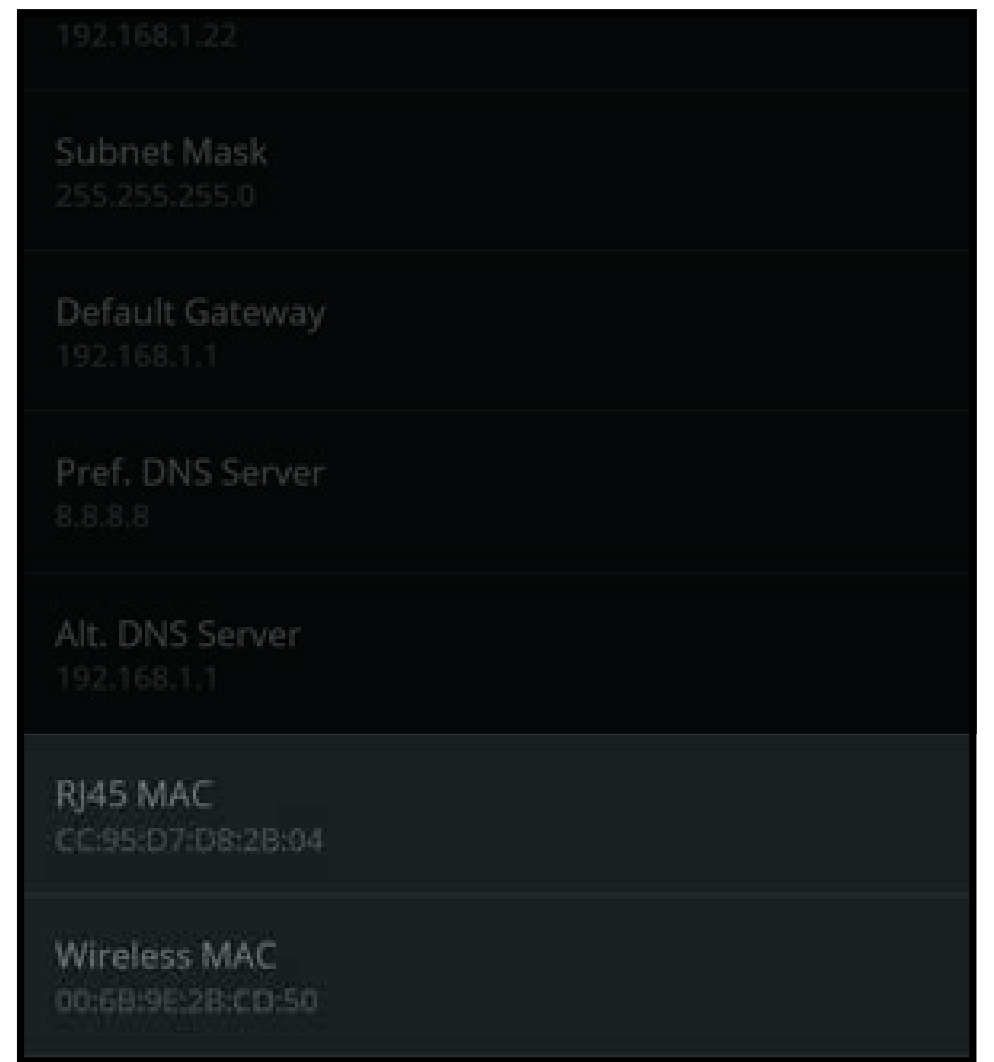 192.168.1.22
Subnet Mask
255.255.255.0
Default Gateway
192.168.1.1
Pref. DNS Server
8.8.8.8
Alt. DNS Server
192.168.1.1
RJ45 MAC
CC:95:D7:D8:2B:04
Wireless MAC
00:6B:9E:2B:CD:50